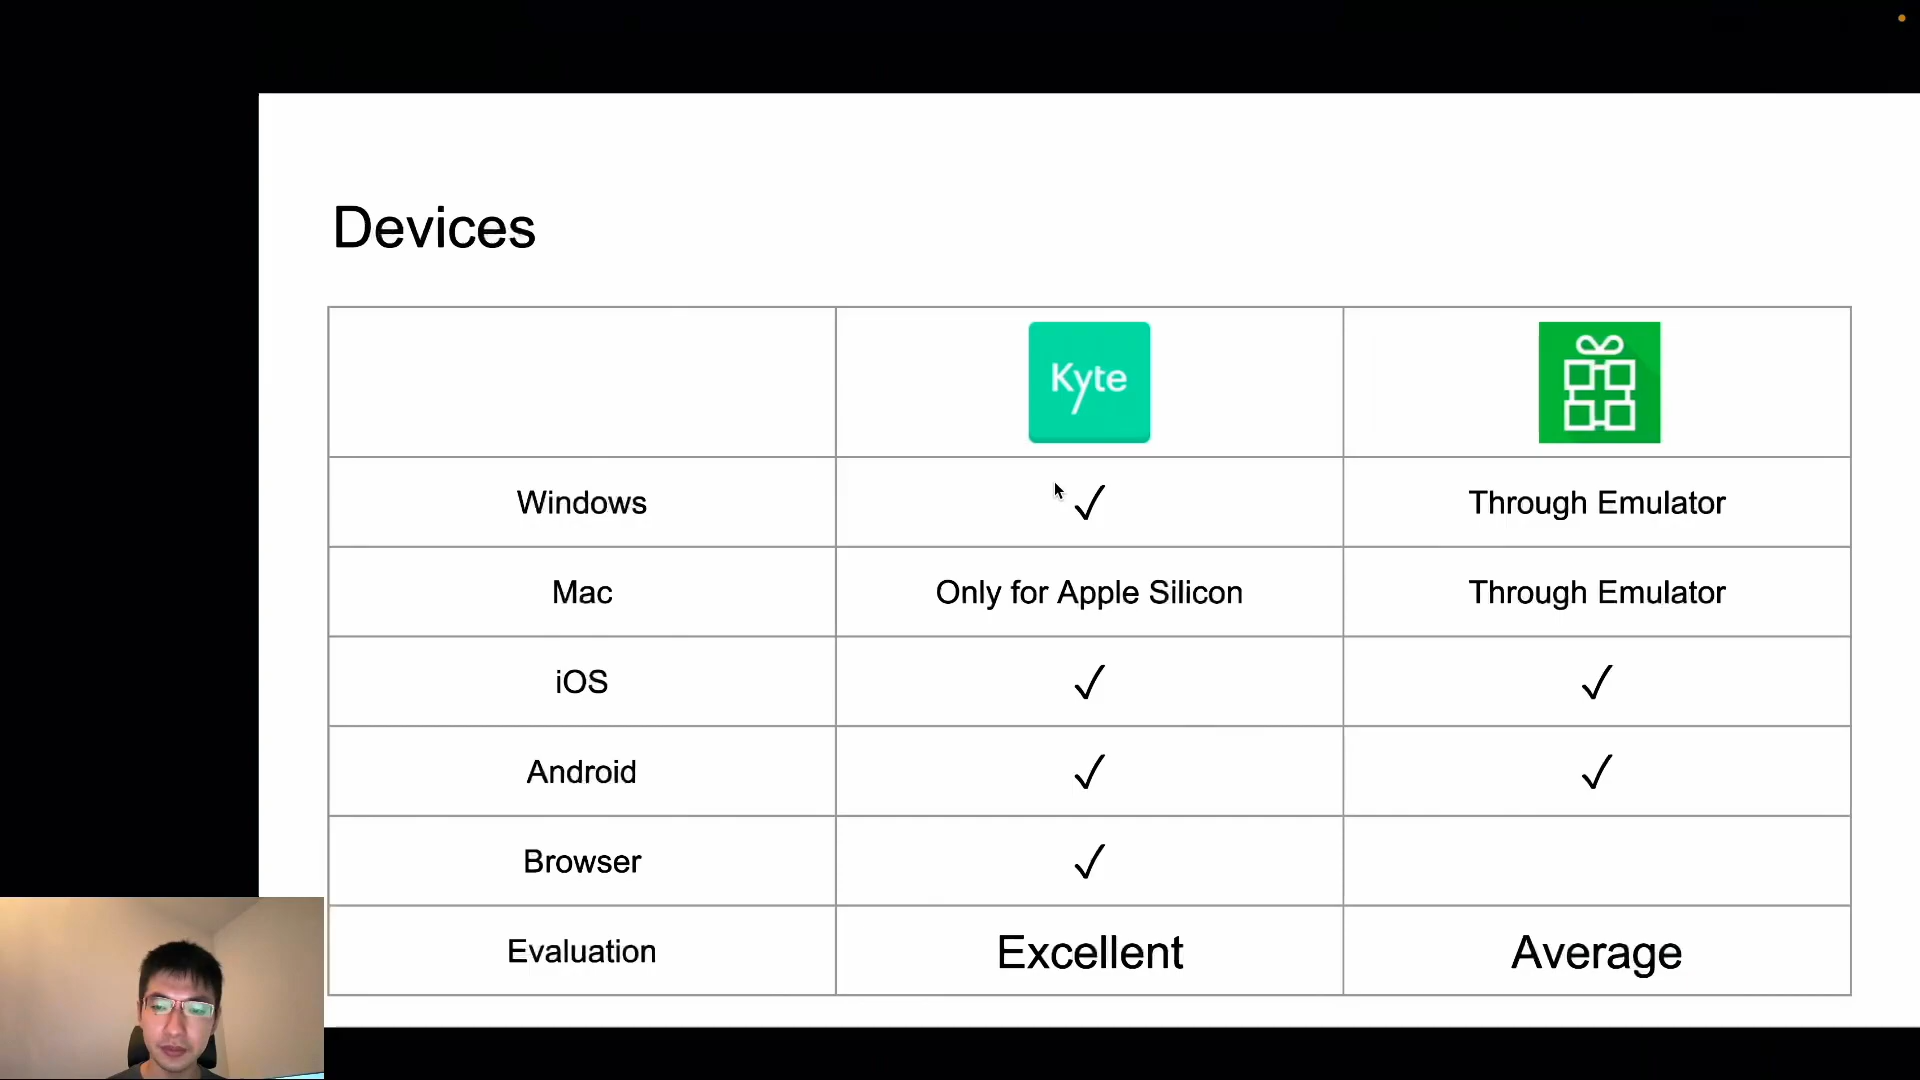 Devices
Kyte
Windows ✓ Through Emulator
Mac Only for Apple Silicon Through Emulator
iOS ✓ ✓
Android ✓ ✓
Browser ✓
Evaluation Excellent Average